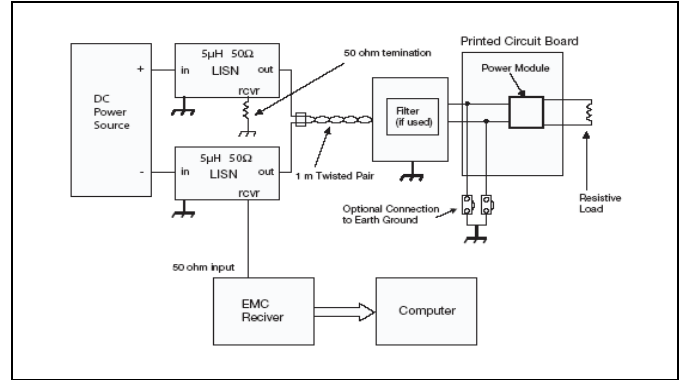 50 ohm temination
Printed Circuit Board
5µH 50Ω
+
in
out
LISN
rcvr
Power Module
DC
Power
Source
Filter
(if used)
5µH 50Ω
-
in
out
LISN
rcvr
1 m Twisted Pair
Optional Connection
to Earth Ground
Resistive
Load
50 ohm input
EMC
Reciver
Computer